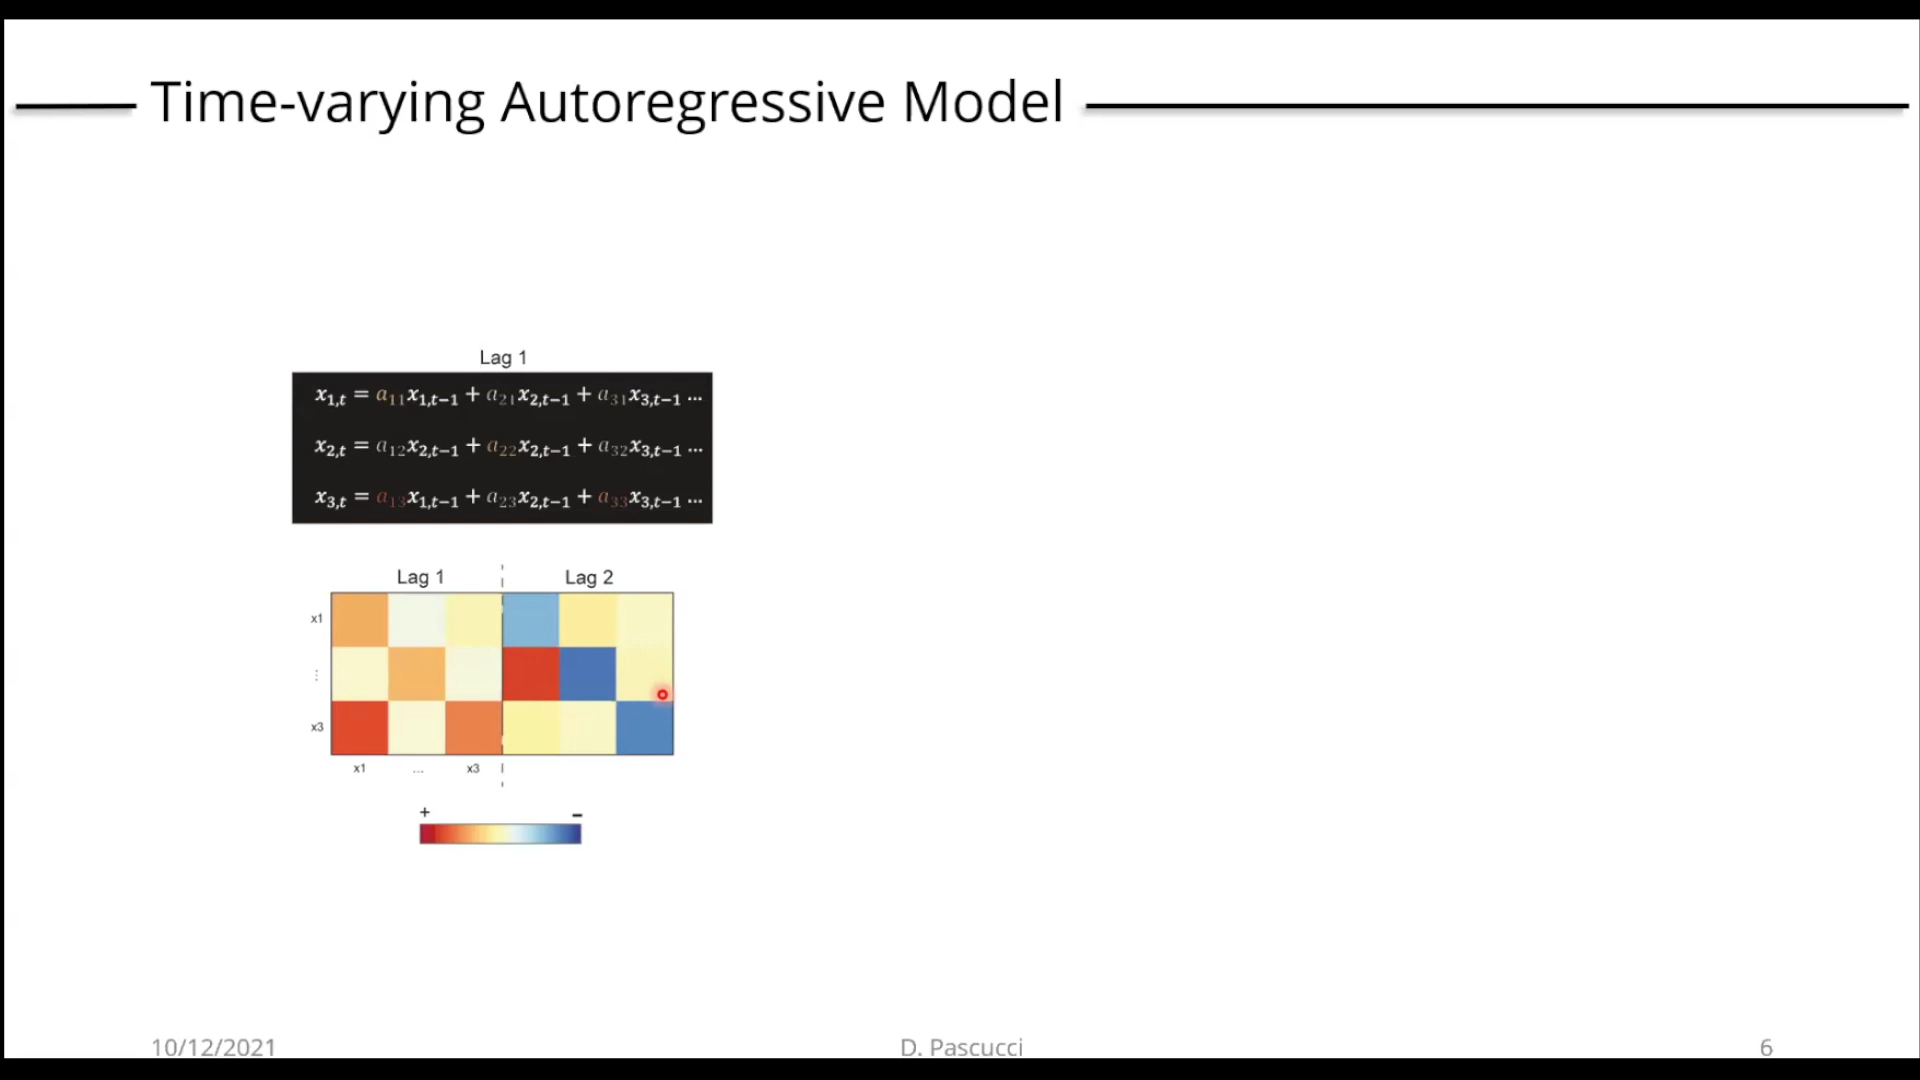 Time-varying Autoregressive Model
Lag 1
x1,t = a11x1,t−1 + a21x2,t−1 + a31x3,t−1 ...
x2,t = a12x2,t−1 + a22x2,t−1 + a32x3,t−1 ...
x3,t = a13x1,t−1 + a23x2,t−1 + a33x3,t−1 ...
Lag 1 Lag 2
x1
⋮
x3
x1 ... x3
+ −
10/12/2021 D. Pascucci 6